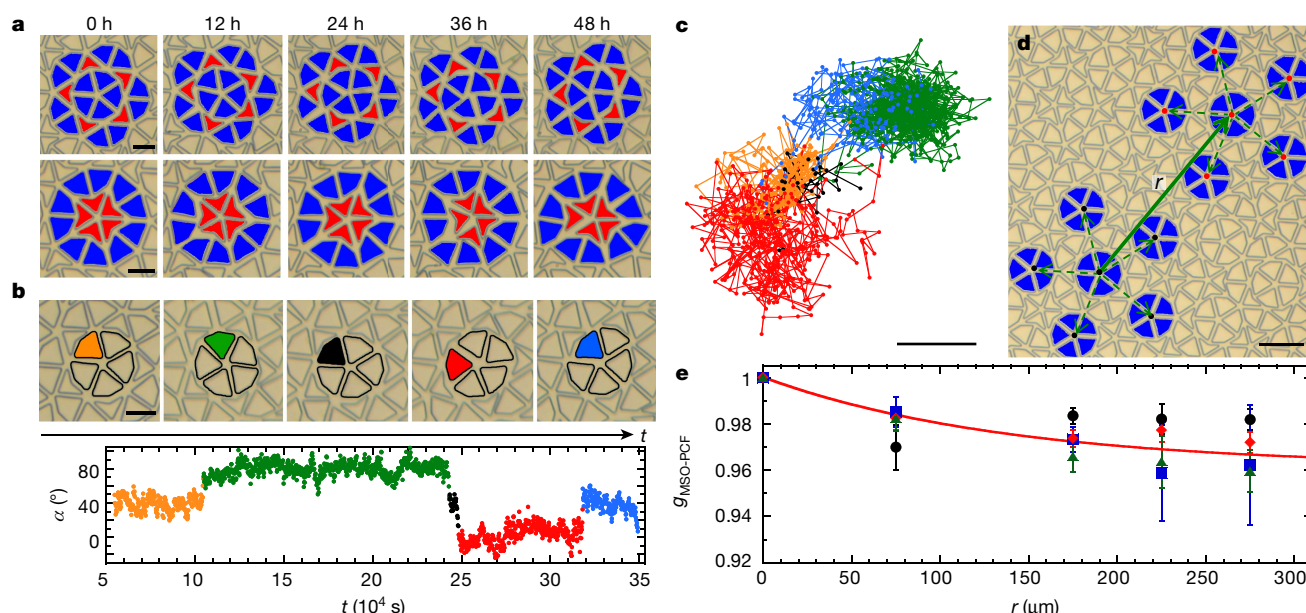 a
0 h 12 h 24 h 36 h 48 h
b
t
α (°)
80
40
0
5 10 15 20 25 30 35
t (10⁴ s)
c
d
r
e
g_MSO-PCF
1
0.98
0.96
0.94
0.92
0 50 100 150 200 250 300
r (μm)